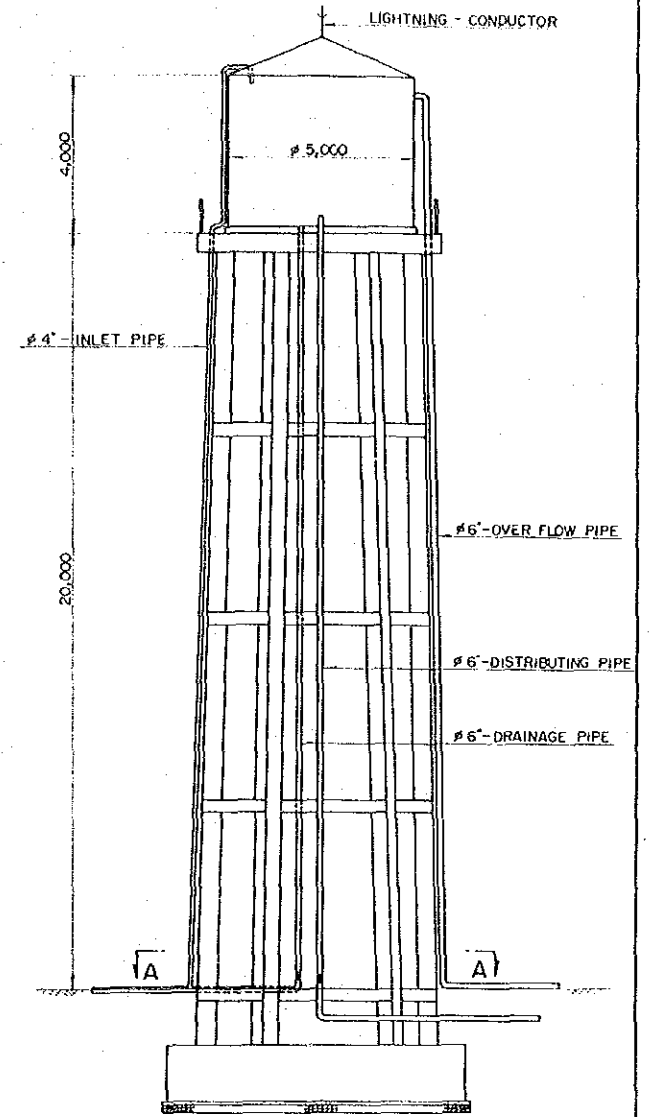 LIGHTNING - CONDUCTOR
4,000
ø 5,000
ø 4"-INLET PIPE
ø 6"-OVER FLOW PIPE
20,000
ø 6"-DISTRIBUTING PIPE
ø 6"-DRAINAGE PIPE
A A